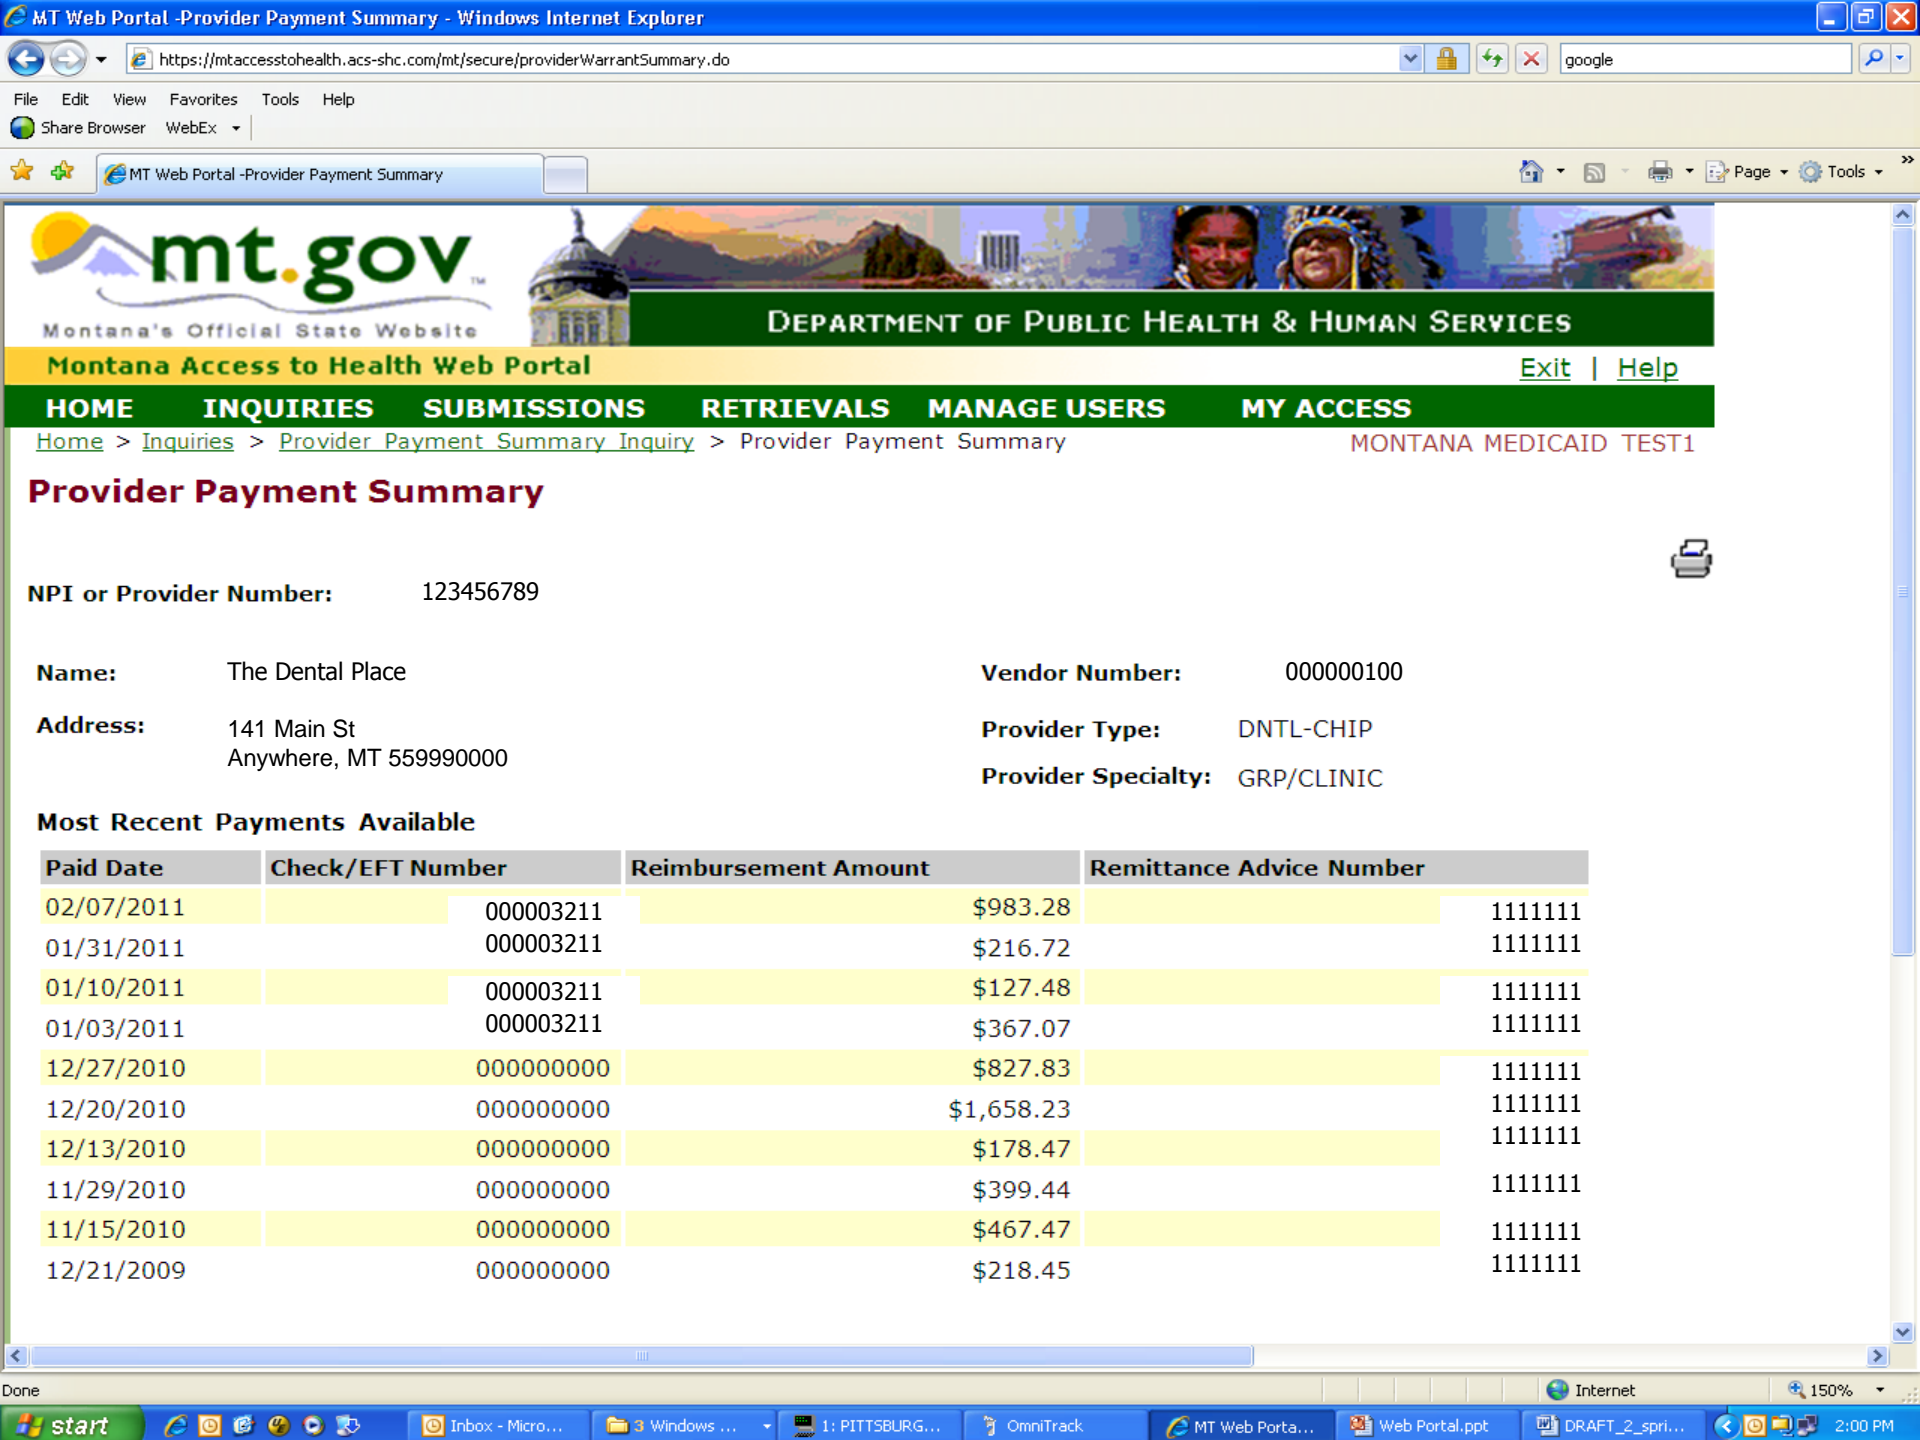 MT Web Portal -Provider Payment Summary - Windows Internet Explorer
https://mtaccesstohealth.acs-shc.com/mt/secure/providerWarrantSummary.do
google
File Edit View Favorites Tools Help
Share Browser WebEx
MT Web Portal -Provider Payment Summary
Page Tools »
mt.gov ™
Montana's Official State Website
DEPARTMENT OF PUBLIC HEALTH & HUMAN SERVICES
Montana Access to Health Web Portal
Exit | Help
HOME INQUIRIES SUBMISSIONS RETRIEVALS MANAGE USERS MY ACCESS
Home > Inquiries > Provider Payment Summary Inquiry > Provider Payment Summary
MONTANA MEDICAID TEST1
Provider Payment Summary
NPI or Provider Number: 123456789
Name: The Dental Place Vendor Number: 000000100
Address: 141 Main St Provider Type: DNTL-CHIP
Anywhere, MT 559990000
Provider Specialty: GRP/CLINIC
Most Recent Payments Available
Paid Date Check/EFT Number Reimbursement Amount Remittance Advice Number
02/07/2011 000003211 $983.28 1111111
01/31/2011 000003211 $216.72 1111111
01/10/2011 000003211 $127.48 1111111
01/03/2011 000003211 $367.07 1111111
12/27/2010 000000000 $827.83 1111111
12/20/2010 000000000 $1,658.23 1111111
12/13/2010 000000000 $178.47 1111111
11/29/2010 000000000 $399.44 1111111
11/15/2010 000000000 $467.47 1111111
12/21/2009 000000000 $218.45 1111111
Done
Internet
150%
start
Inbox - Micro...
3 Windows ...
1: PITTSBURG...
OmniTrack
MT Web Porta...
Web Portal.ppt
DRAFT_2_spri...
2:00 PM